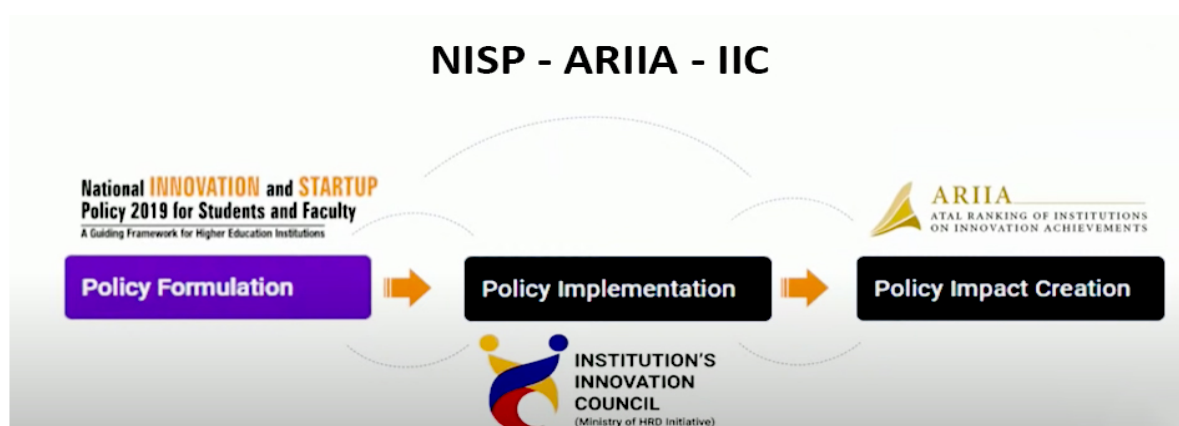 NISP - ARIIA - IIC
National INNOVATION and STARTUP
Policy 2019 for Students and Faculty
A Guiding Framework for Higher Education Institutions
ARIIA
ATAL RANKING OF INSTITUTIONS
ON INNOVATION ACHIEVEMENTS
Policy Formulation
Policy Implementation
Policy Impact Creation
INSTITUTION'S
INNOVATION
COUNCIL
(Ministry of HRD Initiative)